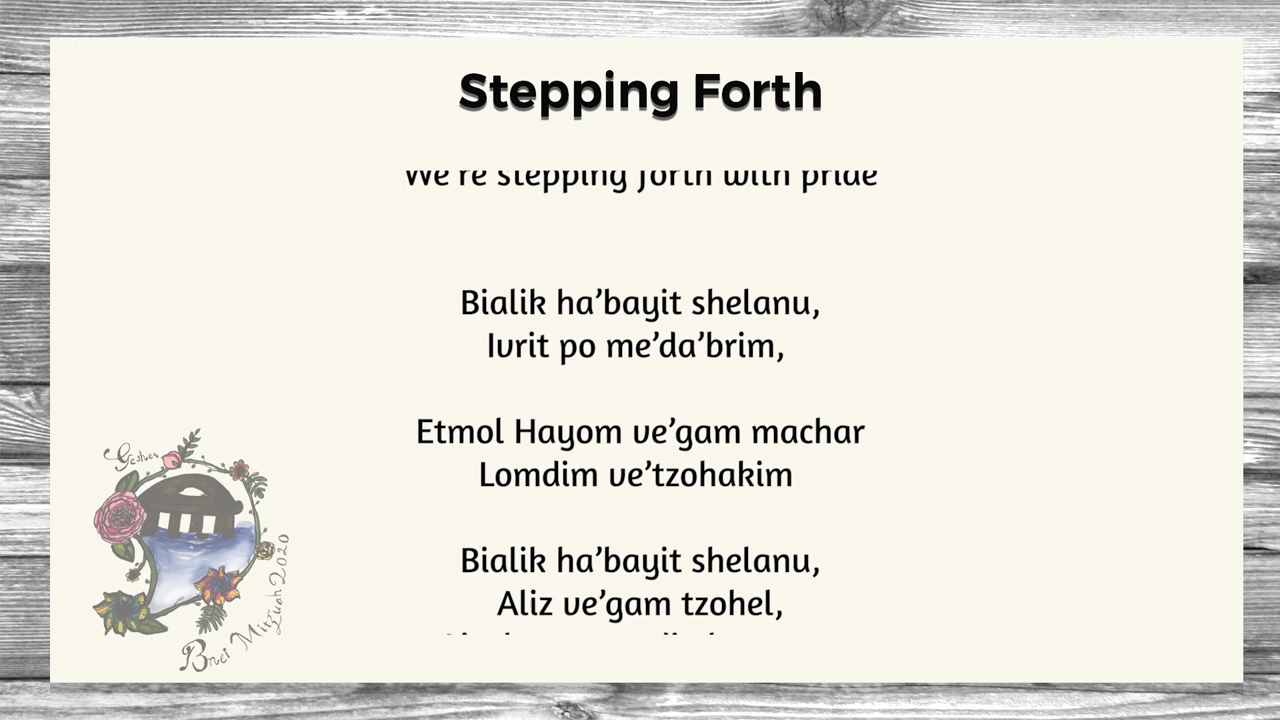 Stepping Forth
We're stepping forth with pride
Bialik ha'bayit shelanu,
Ivrit po me'da'brim,
Etmol Hayom ve'gam machar
Lomdim ve'tzohakim
Bialik ha'bayit shelanu,
Aliz ve'gam tzohel,
Gesher
Bnei Mitzvah 2020